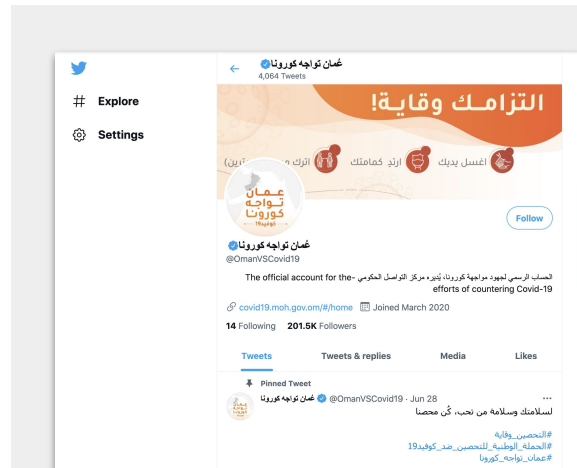 عُمان تواجه كورونا
4,064 Tweets
Explore
Settings
التزامك وقاية!
اغسل يديك
ارتدِ كمامتك
اترك
عمان
تواجه
كورونا
كوفيد19
Follow
عُمان تواجه كورونا
@OmanVSCovid19
الحساب الرسمي لجهود مواجهة كورونا، يُديره مركز التواصل الحكومي -The official account for the
efforts of countering Covid-19
covid19.moh.gov.om/#/home Joined March 2020
14 Following 201.5K Followers
Tweets Tweets & replies Media Likes
Pinned Tweet
عُمان تواجه كورونا @OmanVSCovid19 · Jun 28
لسلامتك وسلامة من تحب، كُن محصنا
#التحصين_وقاية
#الحملة_الوطنية_للتحصين_ضد_كوفيد19
#عمان_تواجه_كورونا